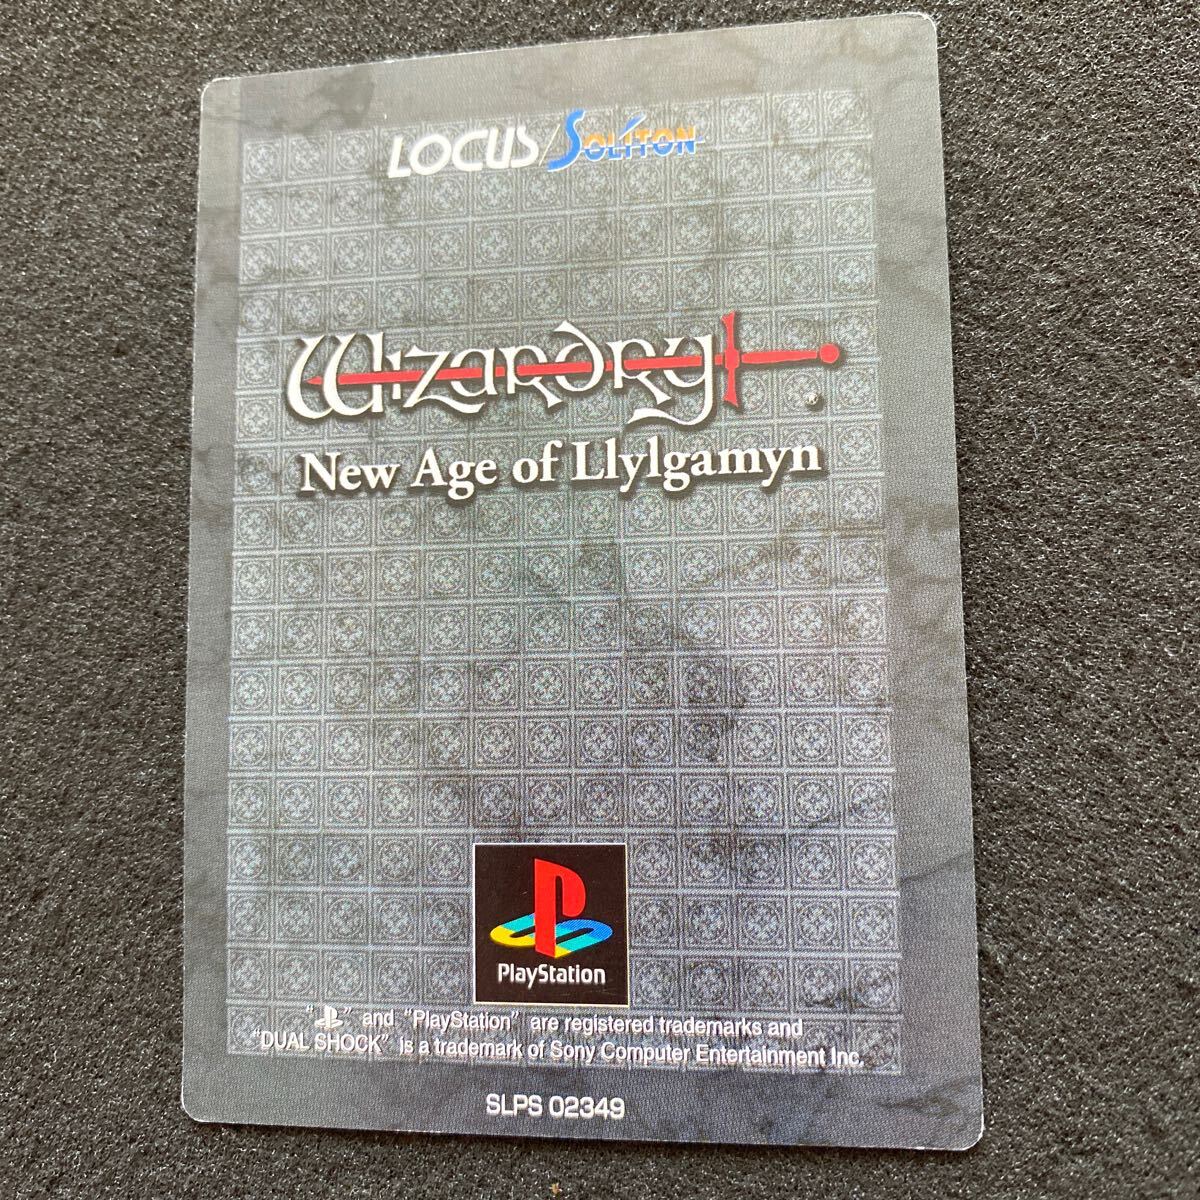 LOCUS/SOLITON
Wizardry®
New Age of Llylgamyn
PlayStation
" " and "PlayStation" are registered trademarks and
"DUAL SHOCK" is a trademark of Sony Computer Entertainment Inc.
SLPS 02349